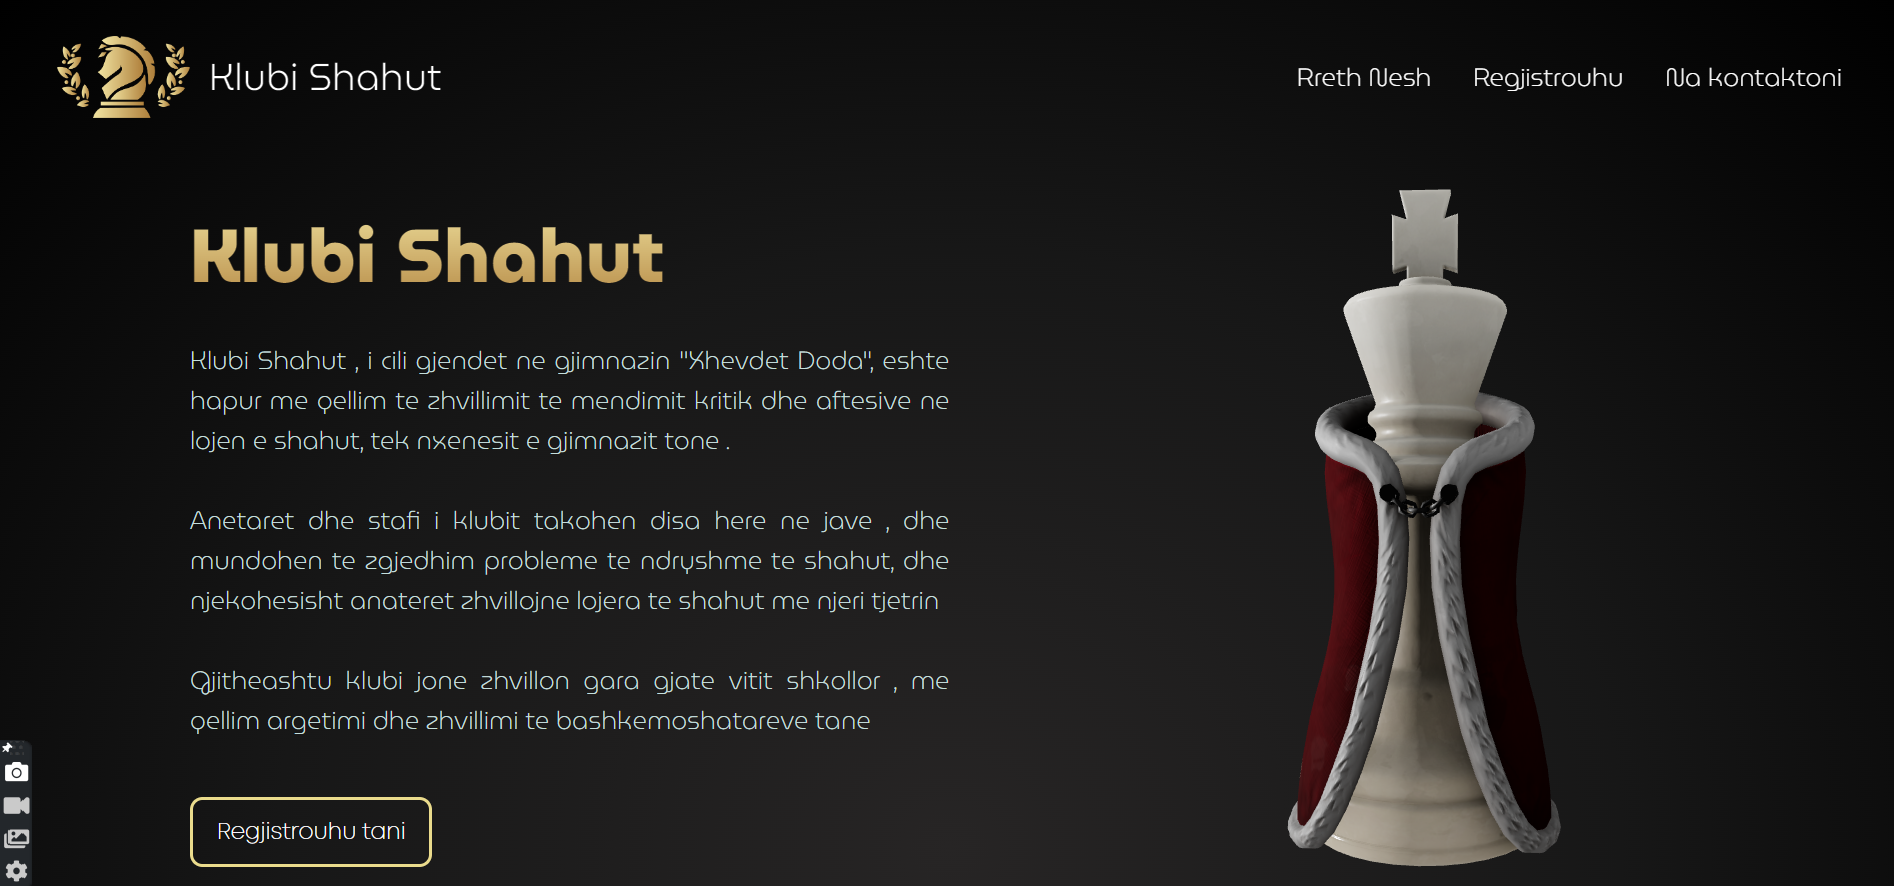 Klubi Shahut
Rreth Nesh
Regjistrouhu
Na kontaktoni
Klubi Shahut
Klubi Shahut , i cili gjendet ne gjimnazin "Xhevdet Doda", eshte
hapur me qellim te zhvillimit te mendimit kritik dhe aftesive ne
lojen e shahut, tek nxenesit e gjimnazit tone .
Anetaret dhe stafi i klubit takohen disa here ne jave , dhe
mundohen te zgjedhim probleme te ndryshme te shahut, dhe
njekohesisht anateret zhvillojne lojera te shahut me njeri tjetrin
Gjitheashtu klubi jone zhvillon gara gjate vitit shkollor , me
qellim argetimi dhe zhvillimi te bashkemoshatareve tane
Regjistrouhu tani